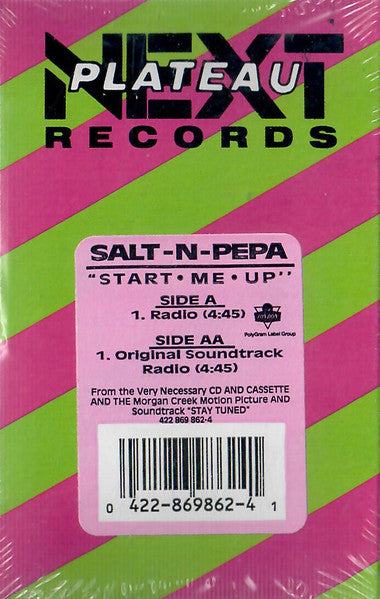 NEXT
PLATEAU
RECORDS
SALT-N-PEPA
"START•ME•UP"
SIDE A
1. Radio (4:45)
PolyGram Label Group
SIDE AA
1. Original Soundtrack
Radio (4:45)
From the Very Necessary CD AND CASSETTE
AND THE Morgan Creek Motion Picture AND
Soundtrack "STAY TUNED"
422 869 862-4
0 422-869862-4 1